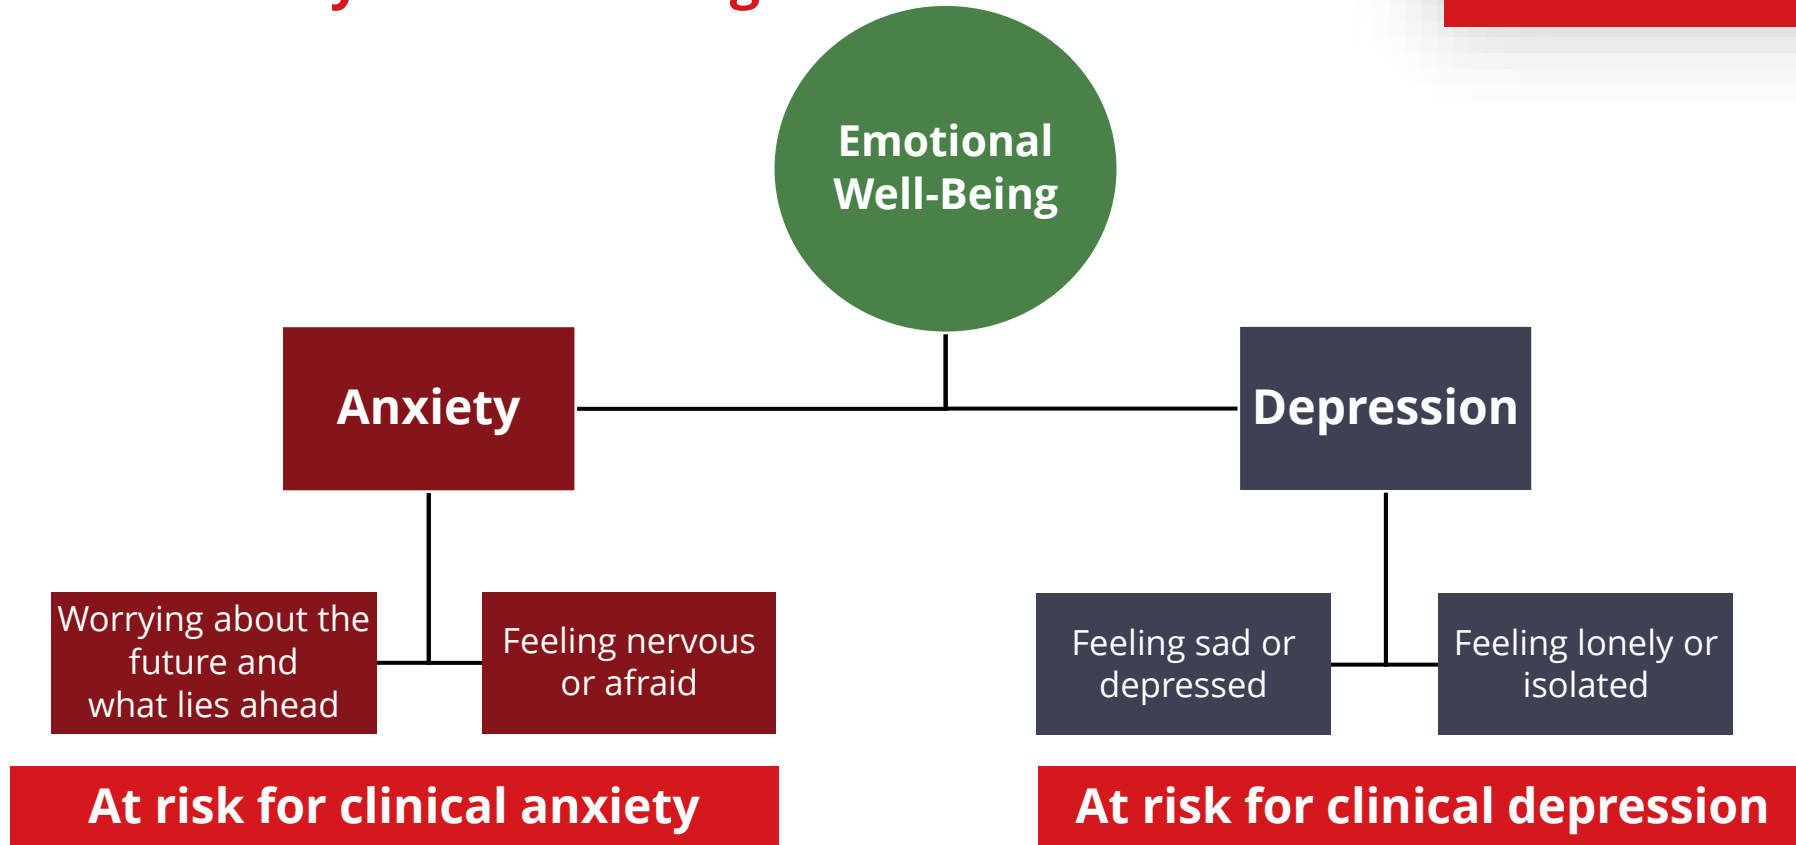 Emotional
Well-Being
Anxiety
Depression
Worrying about the
future and
what lies ahead
Feeling nervous
or afraid
Feeling sad or
depressed
Feeling lonely or
isolated
At risk for clinical anxiety
At risk for clinical depression